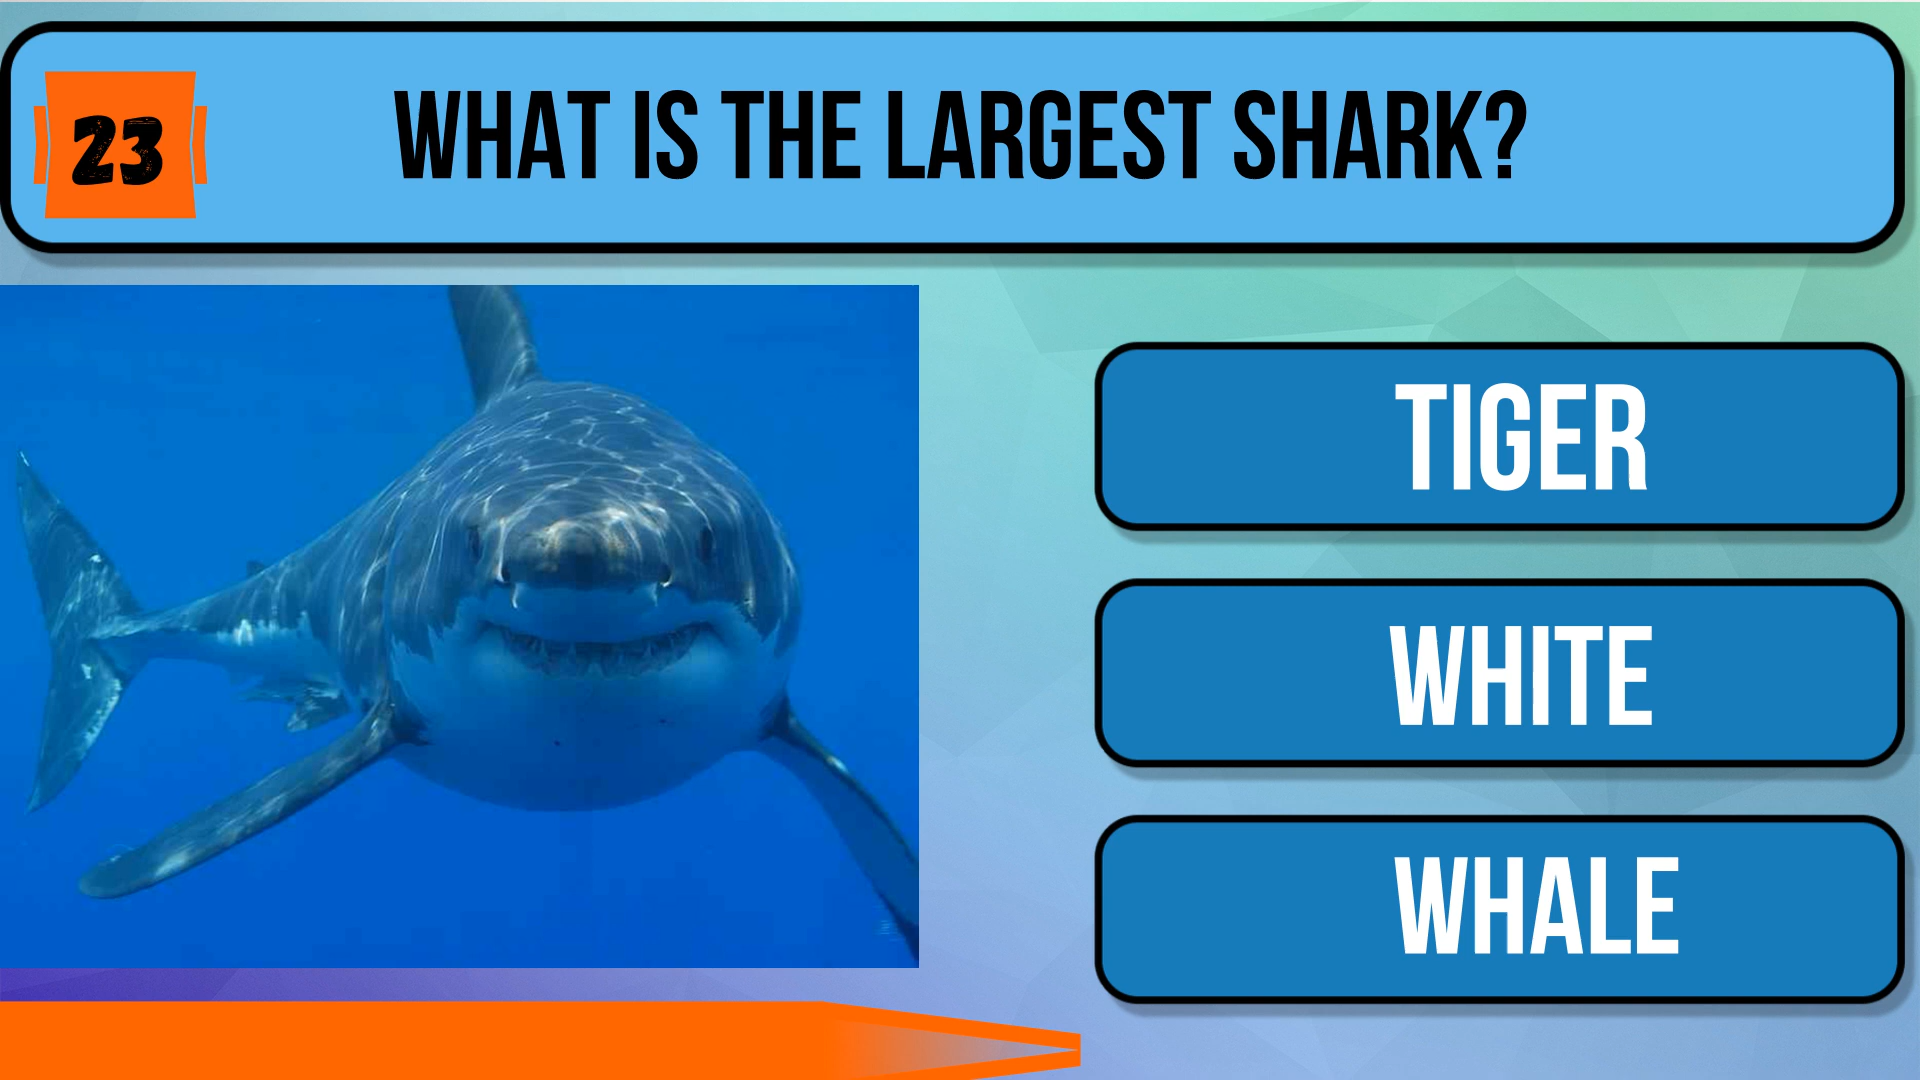 23
WHAT IS THE LARGEST SHARK?
TIGER
WHITE
WHALE